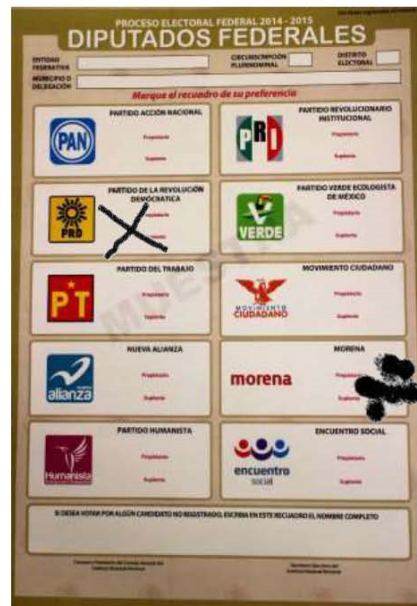 PROCESO ELECTORAL FEDERAL 2014 - 2015
DIPUTADOS FEDERALES
ENTIDAD FEDERATIVA
CIRCUNSCRIPCIÓN PLURINOMINAL
DISTRITO ELECTORAL
MUNICIPIO O DELEGACIÓN
Marque el recuadro de su preferencia
PARTIDO ACCIÓN NACIONAL
PAN
Propietario
Suplente
PARTIDO REVOLUCIONARIO
INSTITUCIONAL
PRI
Propietario
Suplente
PARTIDO DE LA REVOLUCIÓN
DEMOCRÁTICA
PRD
PARTIDO VERDE ECOLOGISTA
DE MÉXICO
VERDE
Propietario
Suplente
PARTIDO DEL TRABAJO
PT
Propietario
Suplente
MOVIMIENTO CIUDADANO
MOVIMIENTO
CIUDADANO
Propietario
Suplente
NUEVA ALIANZA
alianza
Propietario
Suplente
MORENA
morena
Suplente
PARTIDO HUMANISTA
Humanista
Propietario
Suplente
ENCUENTRO SOCIAL
encuentro
social
Propietario
Suplente
MUESTRA
SI DESEA VOTAR POR ALGÚN CANDIDATO NO REGISTRADO, ESCRIBA EN ESTE RECUADRO EL NOMBRE COMPLETO